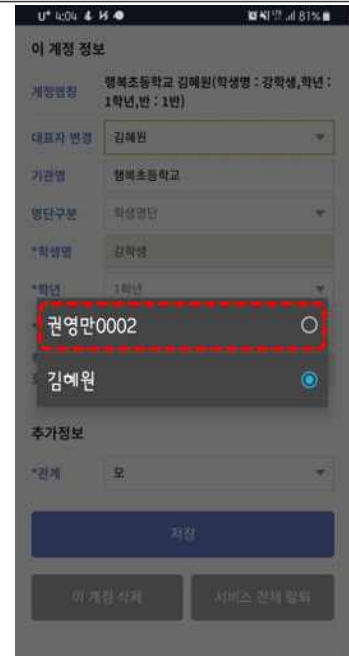 U⁺ 4:04
81%
이 계정 정보
계정명칭
행복초등학교 김혜원(학생명 : 강학생,학년 :
1학년,반 : 1반)
대표자 변경 김혜원
기관명 행복초등학교
명단구분 학생명단
*학생명 강학생
*학년 1학년
권영만0002
김혜원
추가정보
*관계 모
저장
이 계정 삭제 서비스 전체 탈퇴